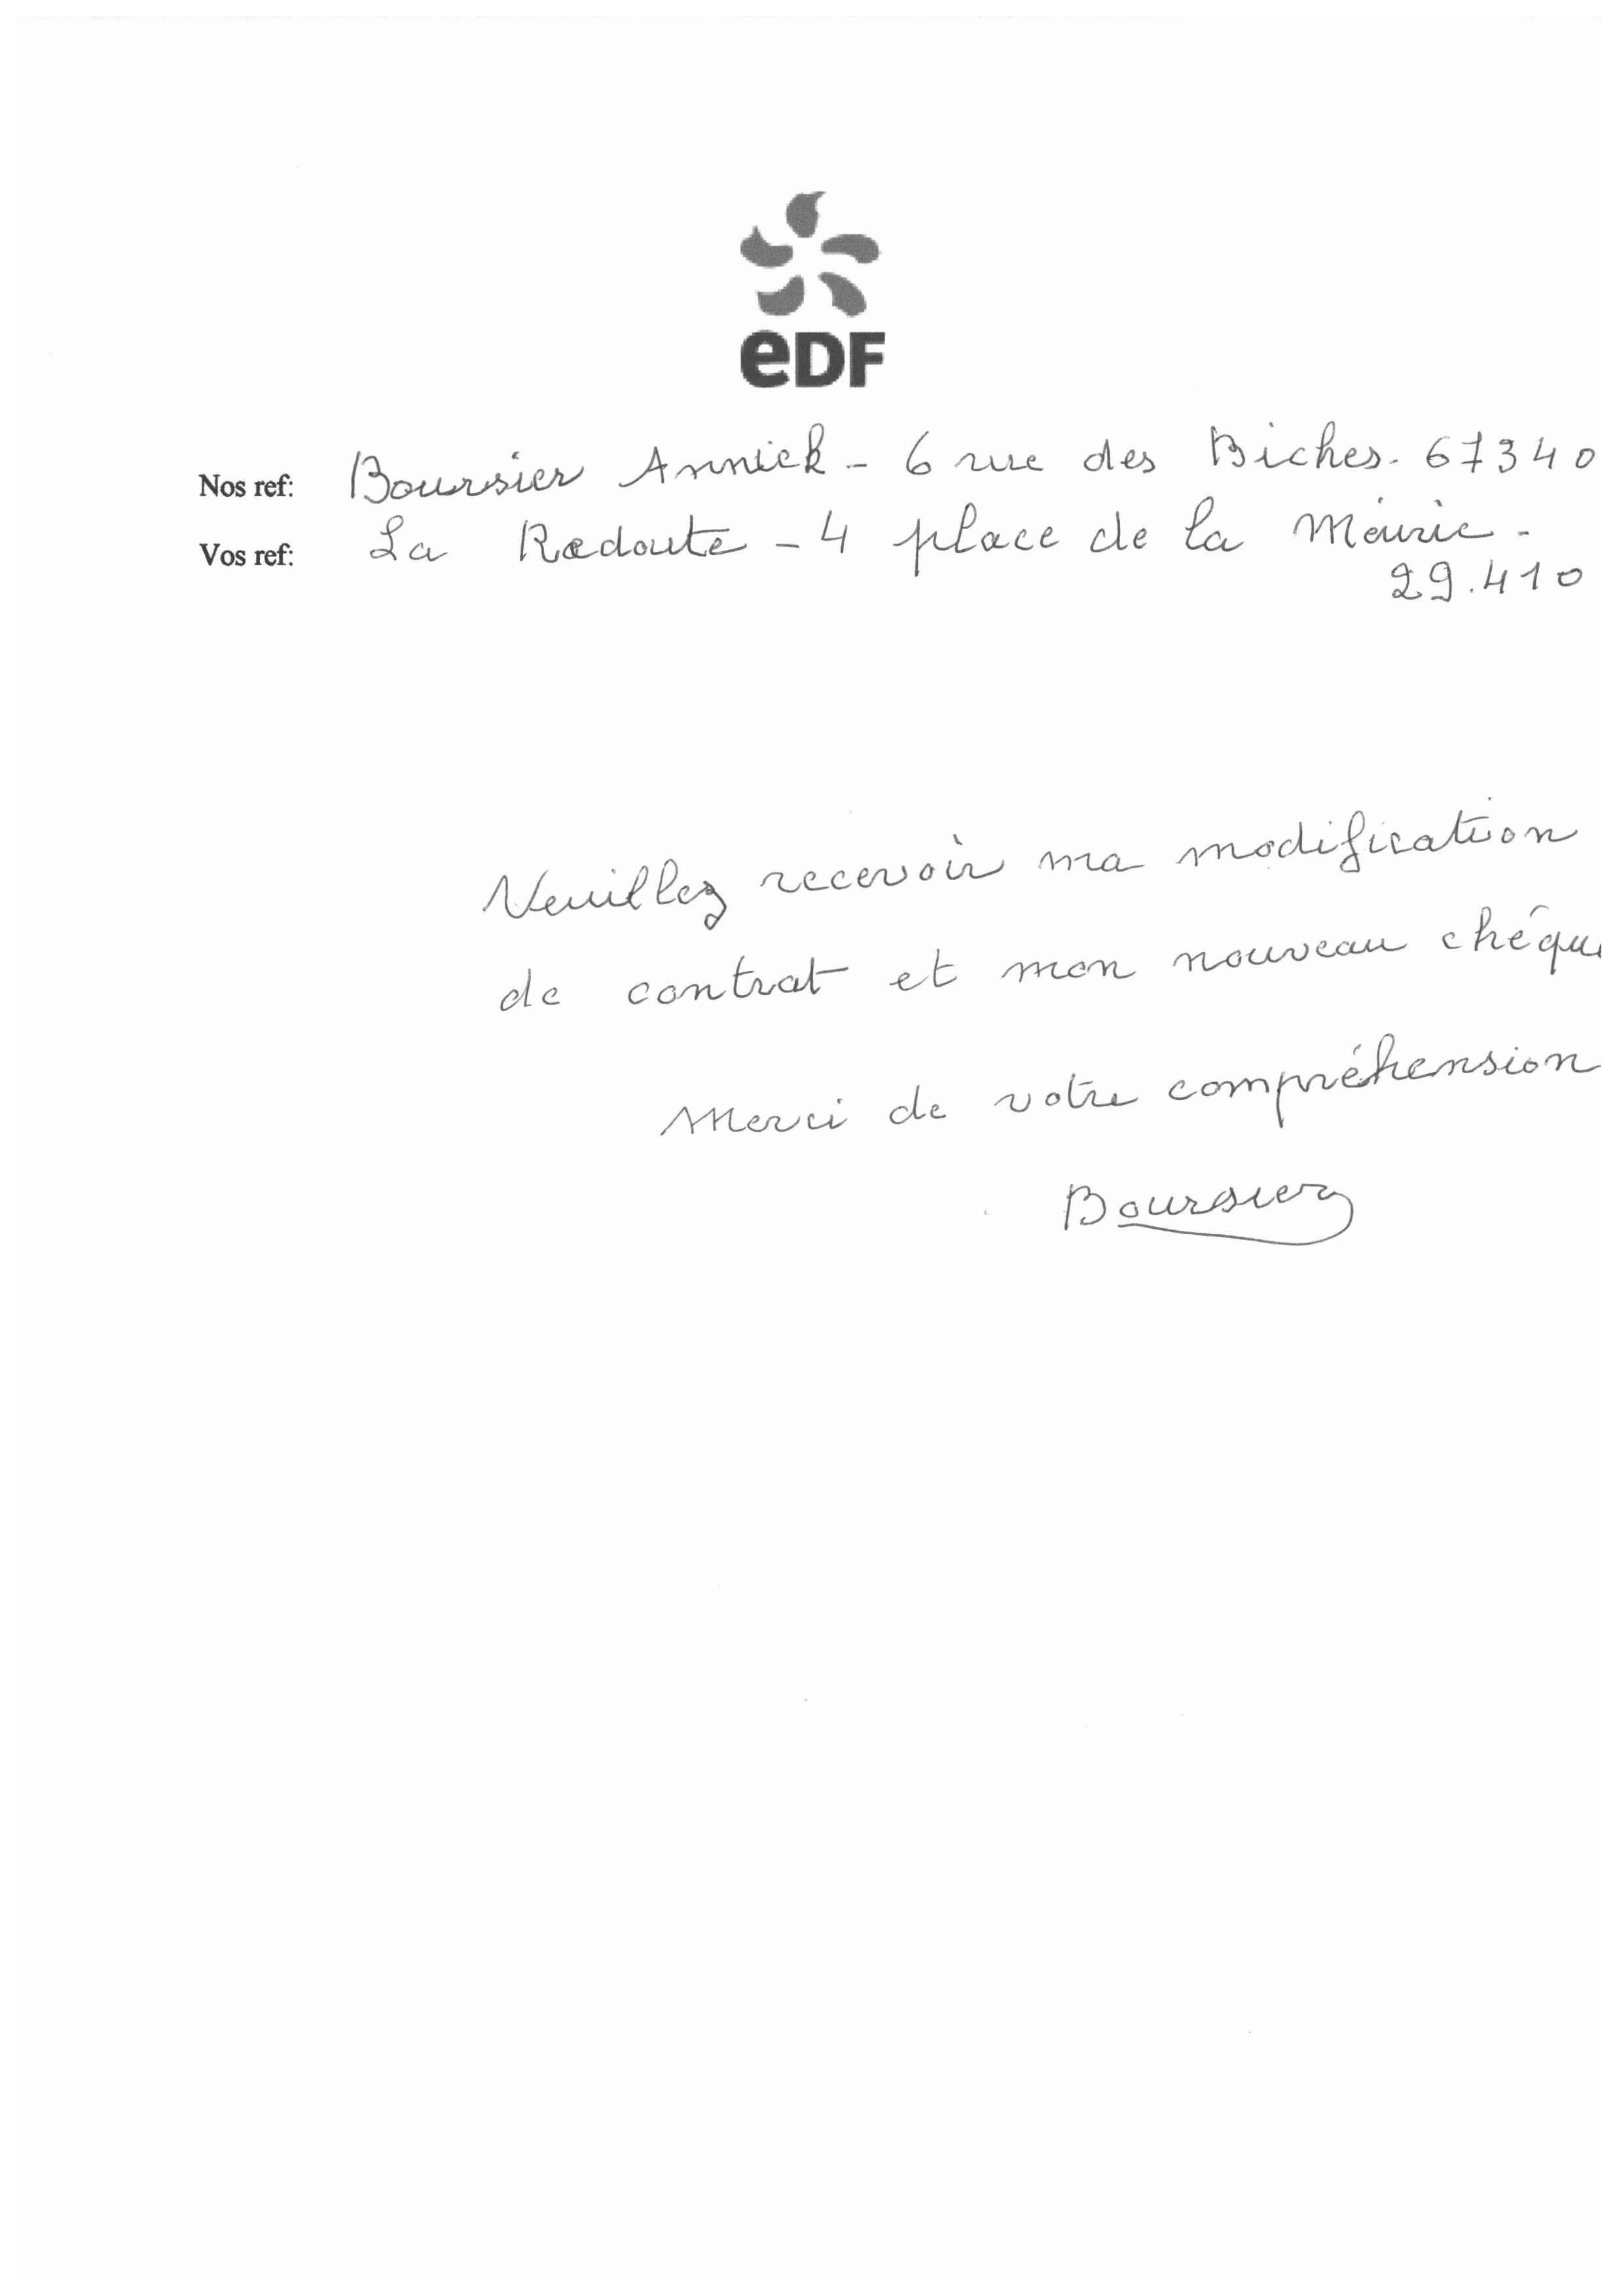 eDF
Nos ref: Boursier Annick - 6 rue des Biches. 67340
Vos ref: La Redoute - 4 place de la Mairie -
29.410
Veuillez recevoir ma modification
de contrat et mon nouveau chéqu
Merci de votre compréhension
Boursier